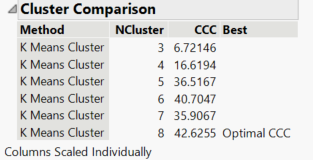 Cluster Comparison
Method NCluster CCC Best
K Means Cluster 3 6.72146
K Means Cluster 4 16.6194
K Means Cluster 5 36.5167
K Means Cluster 6 40.7047
K Means Cluster 7 35.9067
K Means Cluster 8 42.6255 Optimal CCC
Columns Scaled Individually